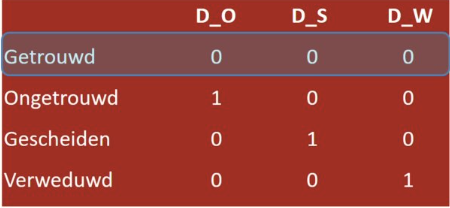 D_O D_S D_W
Getrouwd 0 0 0
Ongetrouwd 1 0 0
Gescheiden 0 1 0
Verweduwd 0 0 1